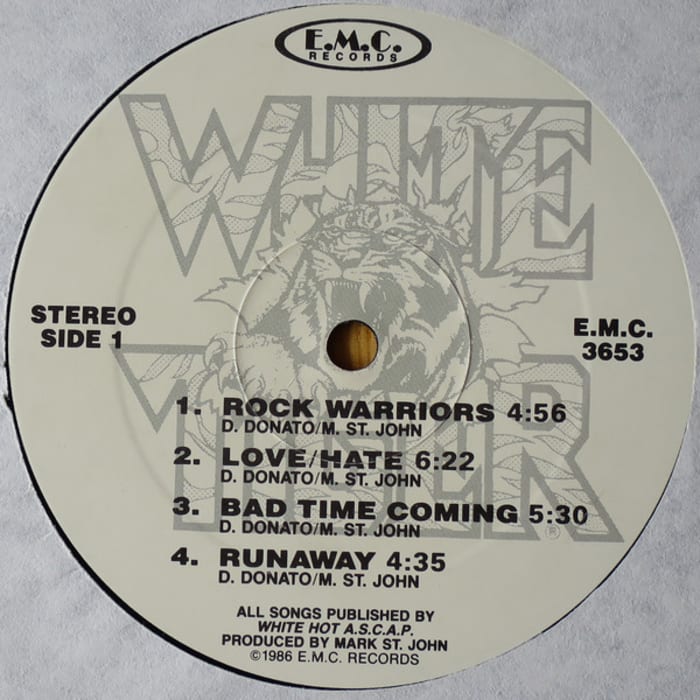 E.M.C.
RECORDS
WHITE
TIGER
STEREO
SIDE 1
E.M.C.
3653
1. ROCK WARRIORS 4:56
D. DONATO/M. ST. JOHN
2. LOVE/HATE 6:22
D. DONATO/M. ST. JOHN
3. BAD TIME COMING 5:30
D. DONATO/M. ST. JOHN
4. RUNAWAY 4:35
D. DONATO/M. ST. JOHN
®
ALL SONGS PUBLISHED BY
WHITE HOT A.S.C.A.P.
PRODUCED BY MARK ST. JOHN
©1986 E.M.C. RECORDS